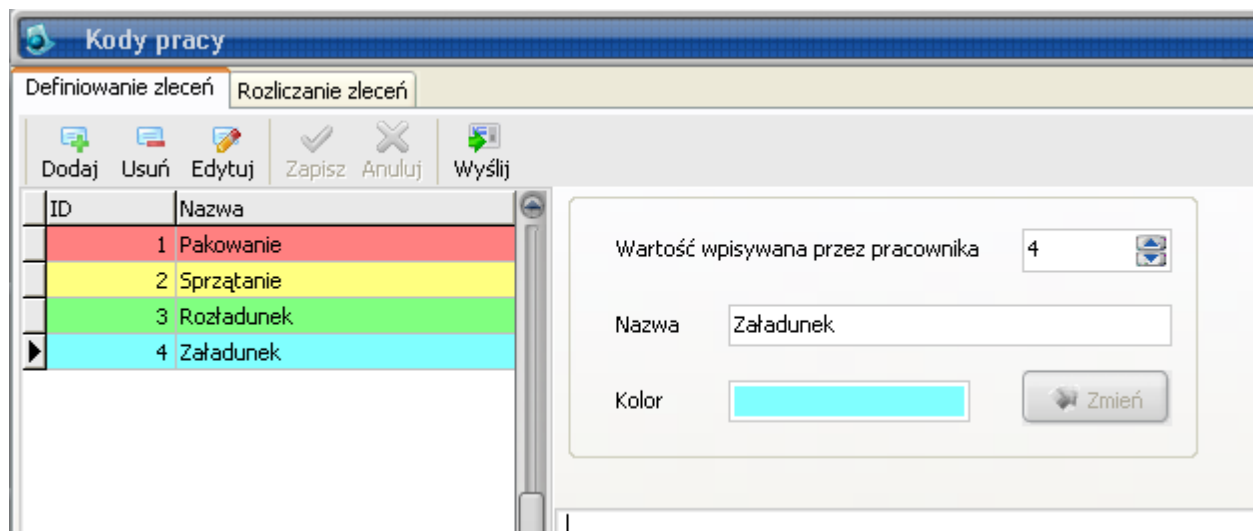 Kody pracy
Definiowanie zleceń Rozliczanie zleceń
Dodaj Usuń Edytuj Zapisz Anuluj Wyślij
ID Nazwa
1 Pakowanie
2 Sprzątanie
3 Rozładunek
4 Załadunek
Wartość wpisywana przez pracownika 4
Nazwa Załadunek
Kolor Zmień